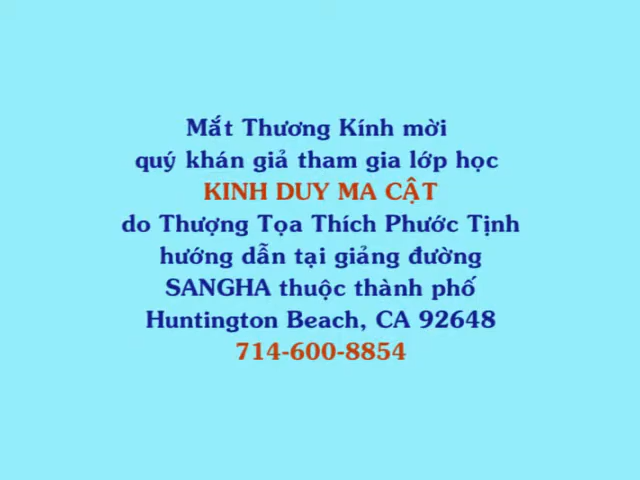 Mắt Thương Kính mời
quý khán giả tham gia lớp học
KINH DUY MA CẬT
do Thượng Tọa Thích Phước Tịnh
hướng dẫn tại giảng đường
SANGHA thuộc thành phố
Huntington Beach, CA 92648
714-600-8854